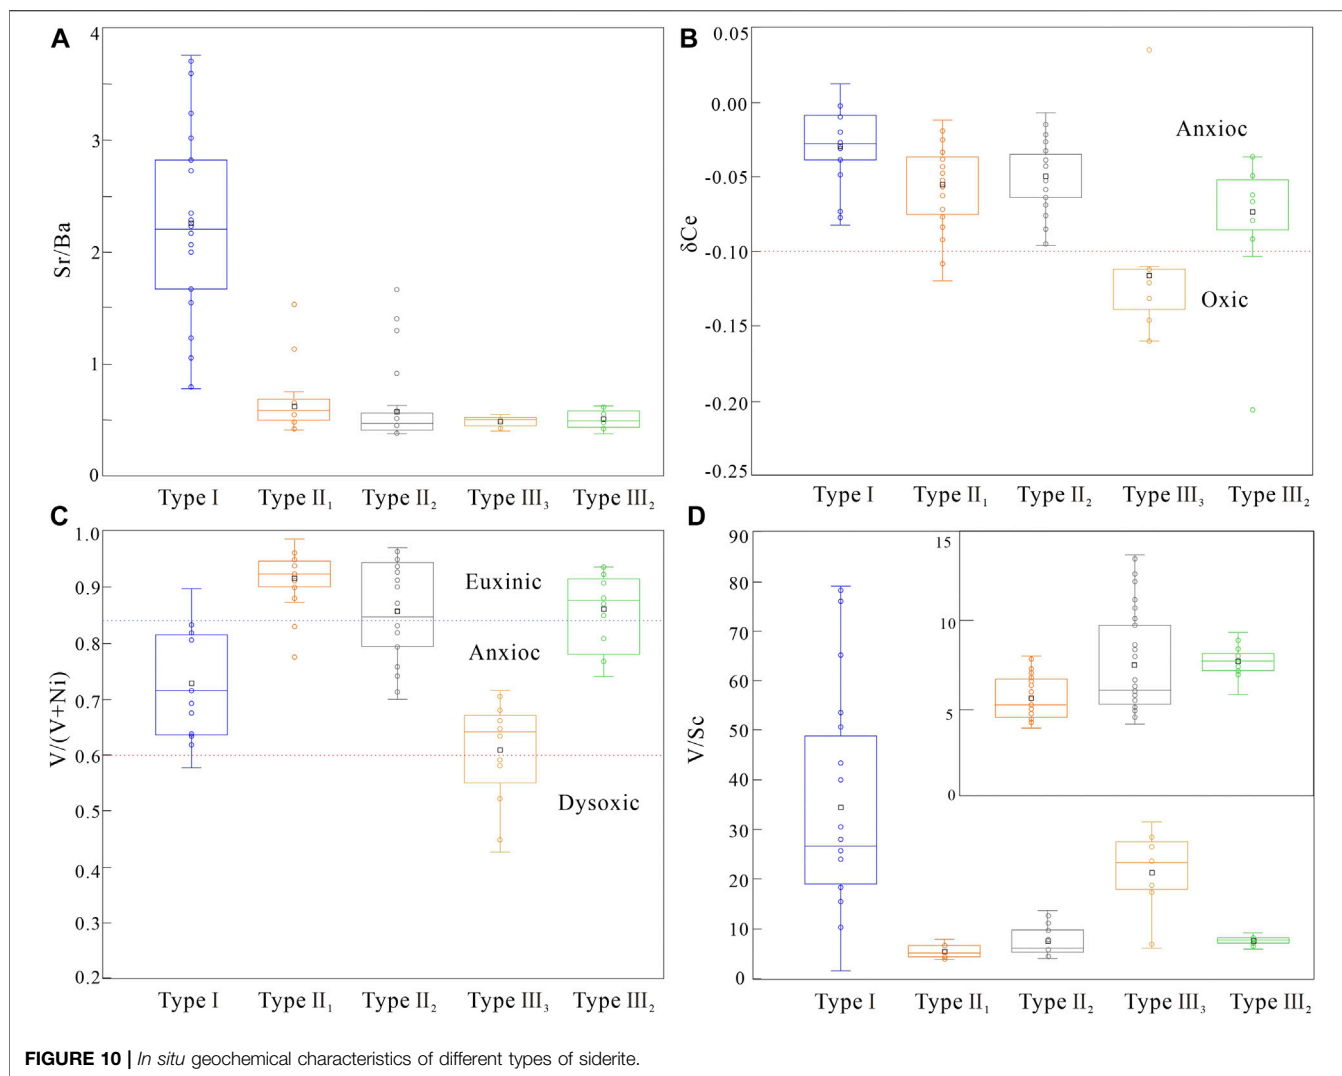 A
4
3
2
1
0
Sr/Ba
Type I
Type II₁
Type II₂
Type III₃
Type III₂
B
0.05
0.00
-0.05
-0.10
-0.15
-0.20
-0.25
δCe
Anxioc
Oxic
Type I
Type II₁
Type II₂
Type III₃
Type III₂
C
1.0
0.9
0.8
0.7
0.6
0.5
0.4
0.3
0.2
V/(V+Ni)
Euxinic
Anxioc
Dysoxic
Type I
Type II₁
Type II₂
Type III₃
Type III₂
D
90
80
70
60
50
40
30
20
10
0
V/Sc
15
10
5
0
Type I
Type II₁
Type II₂
Type III₃
Type III₂
FIGURE 10 | In situ geochemical characteristics of different types of siderite.